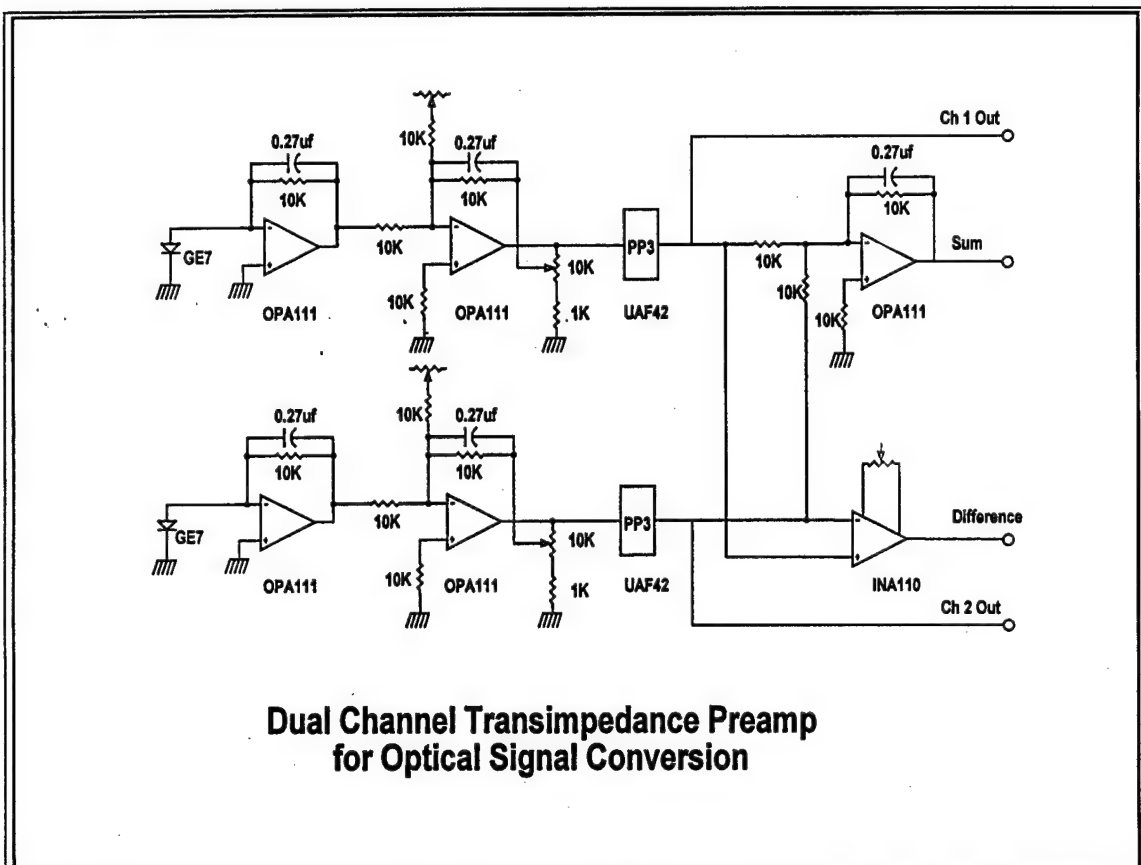 Ch 1 Out
10K
0.27uf
0.27uf
0.27uf
10K
10K
10K
GE7
10K
PP3
10K
10K
Sum
10K
10K
10K
1K
OPA111
OPA111
UAF42
OPA111
10K
0.27uf
0.27uf
10K
10K
GE7
10K
PP3
10K
Difference
10K
1K
OPA111
OPA111
UAF42
INA110
Ch 2 Out
Dual Channel Transimpedance Preamp
for Optical Signal Conversion